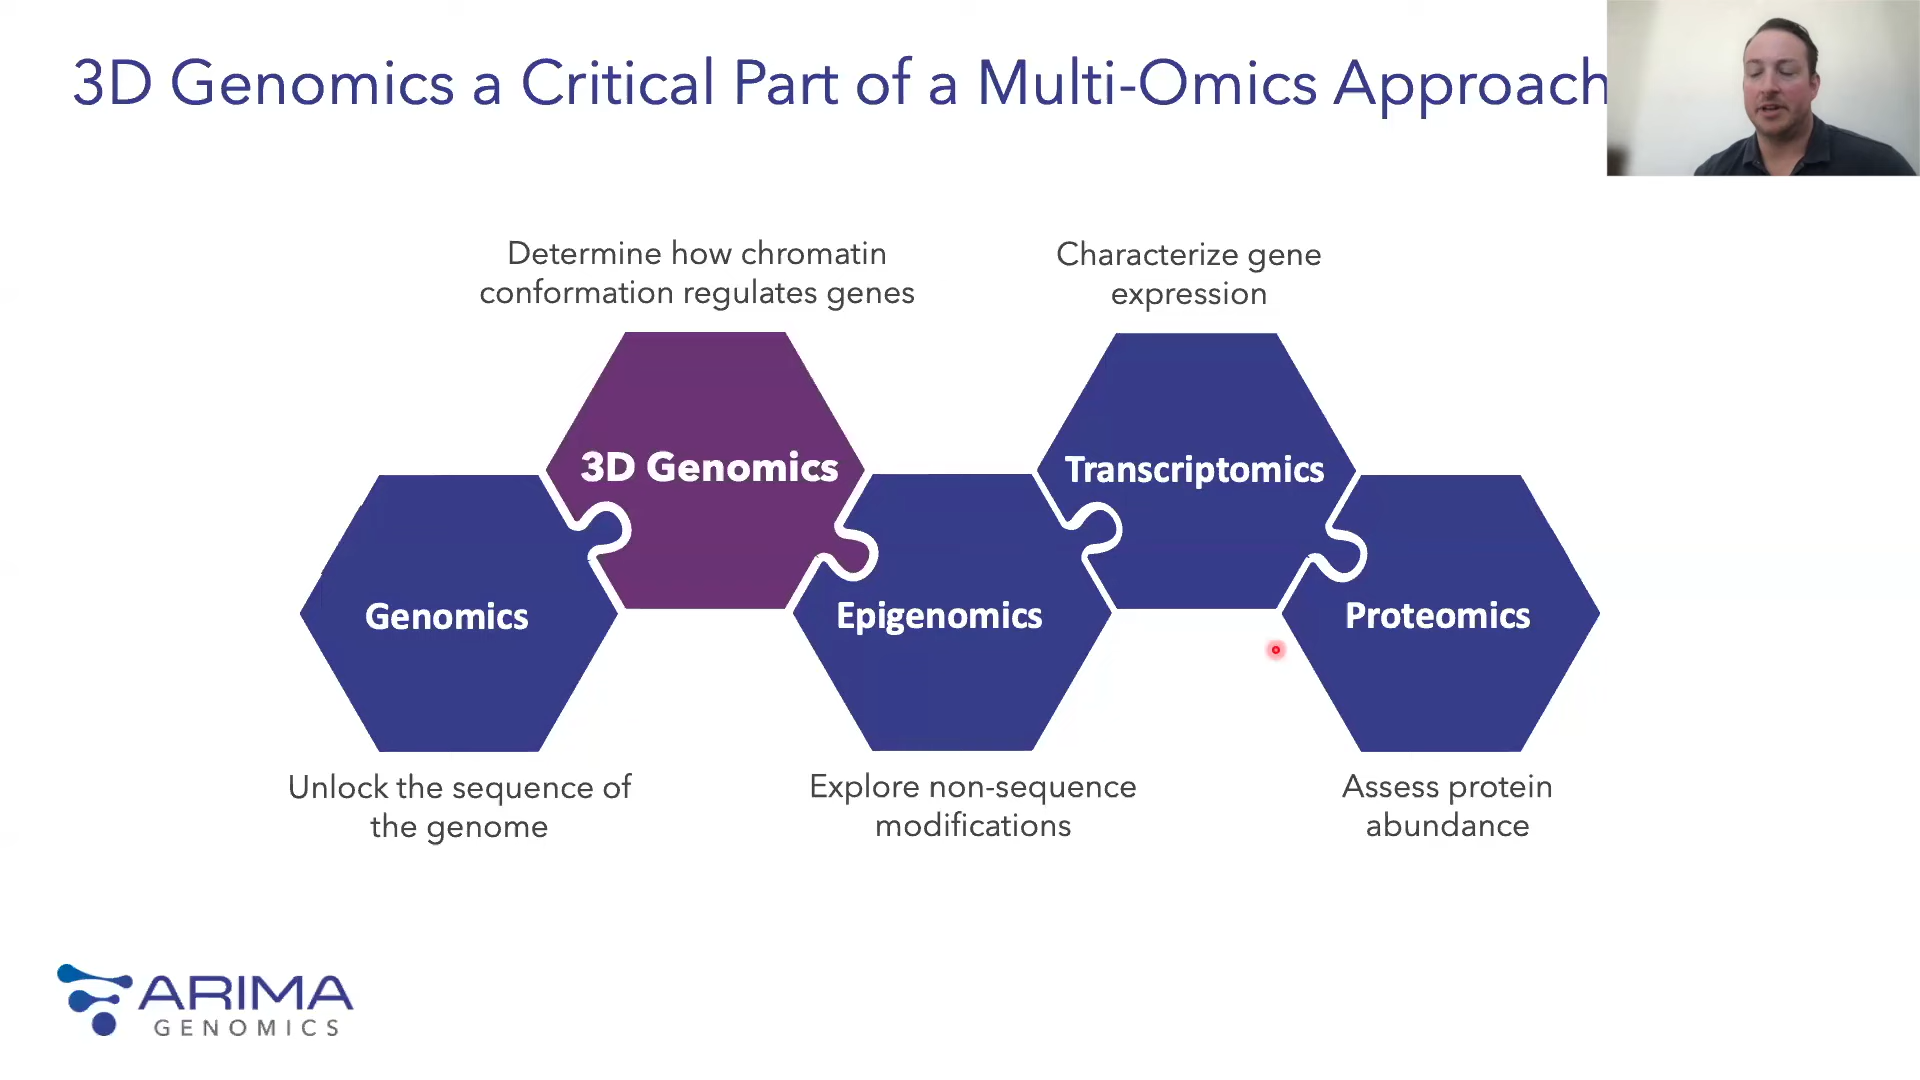 3D Genomics a Critical Part of a Multi-Omics Approach
Determine how chromatin
conformation regulates genes
Characterize gene
expression
3D Genomics
Transcriptomics
Genomics
Epigenomics
Proteomics
Unlock the sequence of
the genome
Explore non-sequence
modifications
Assess protein
abundance
ARIMA
GENOMICS